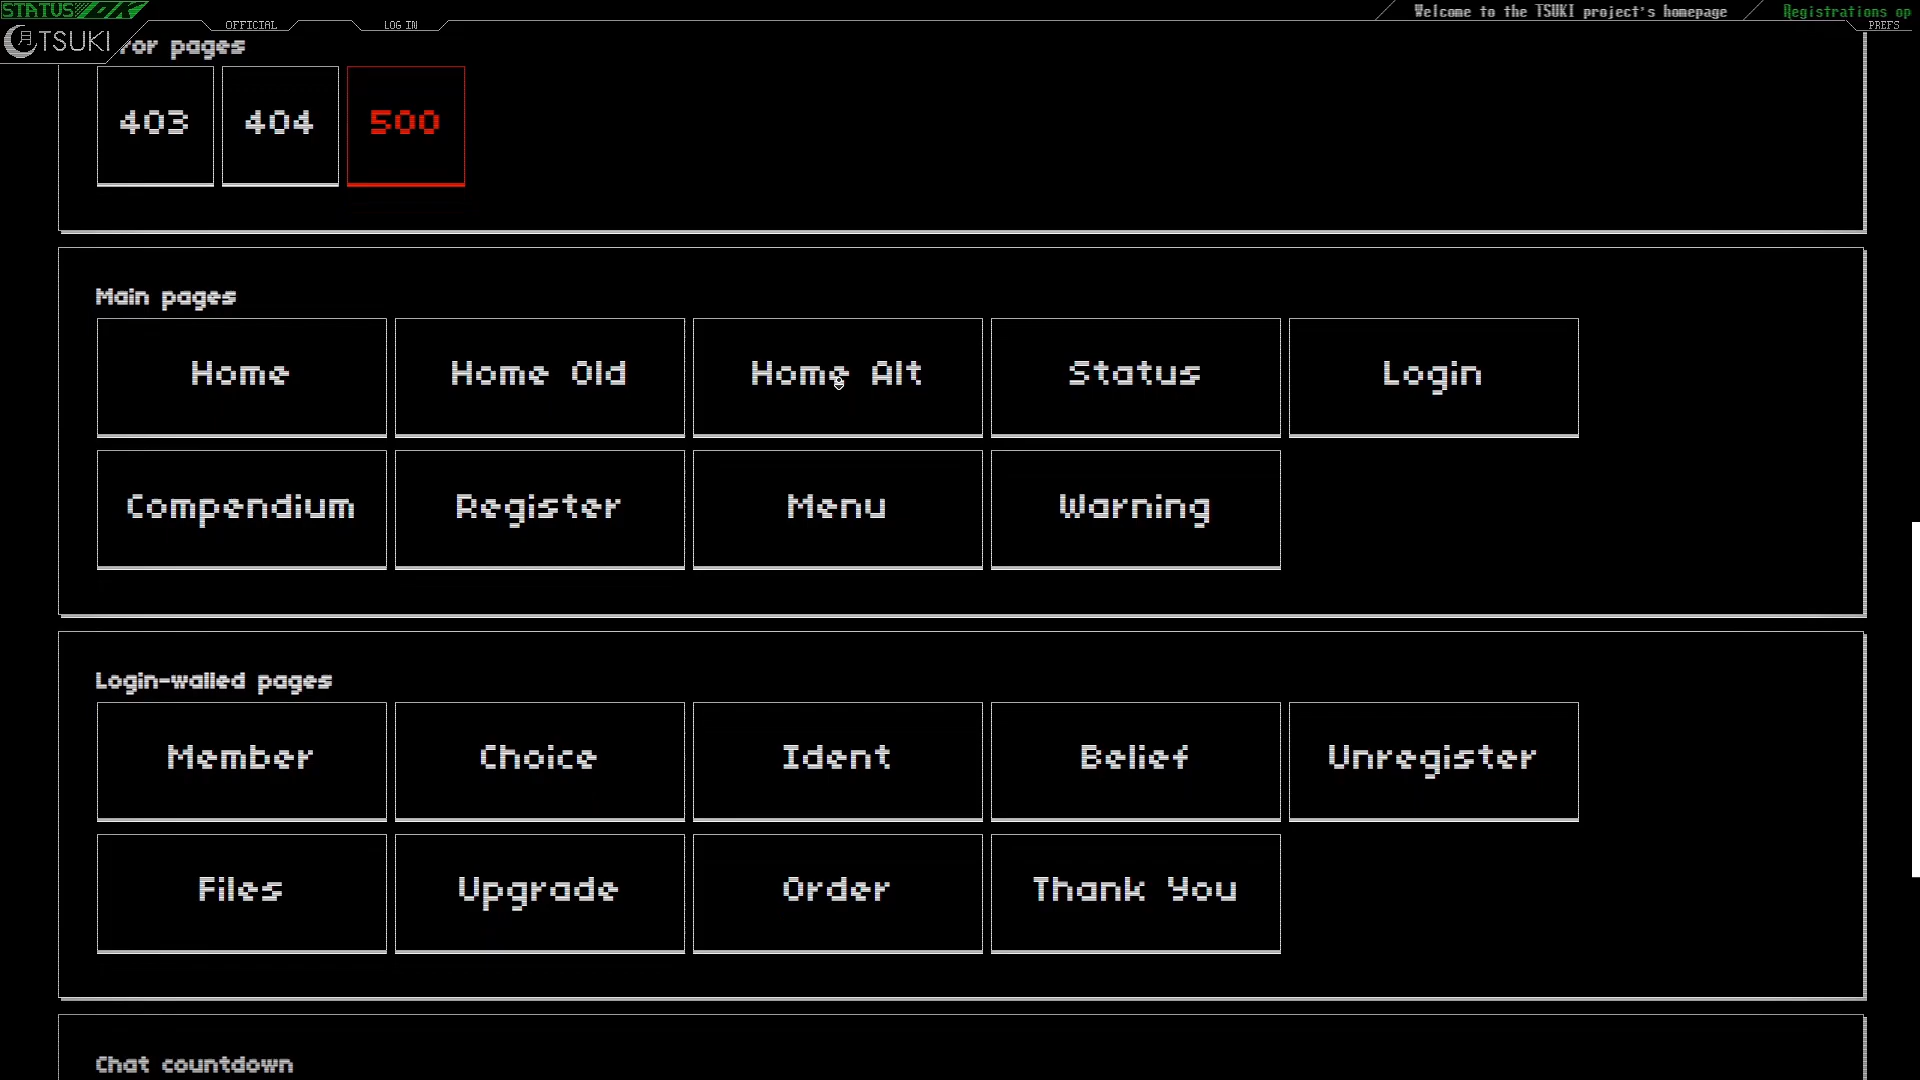 STATUS OK
OFFICIAL
LOG IN
Welcome to the TSUKI project's homepage
Registrations op
PREFS
月 TSUKI
ror pages
403
404
500
Main pages
Home
Home Old
Home Alt
Status
Login
Compendium
Register
Menu
Warning
Login-walled pages
Member
Choice
Ident
Belief
Unregister
Files
Upgrade
Order
Thank You
Chat countdown